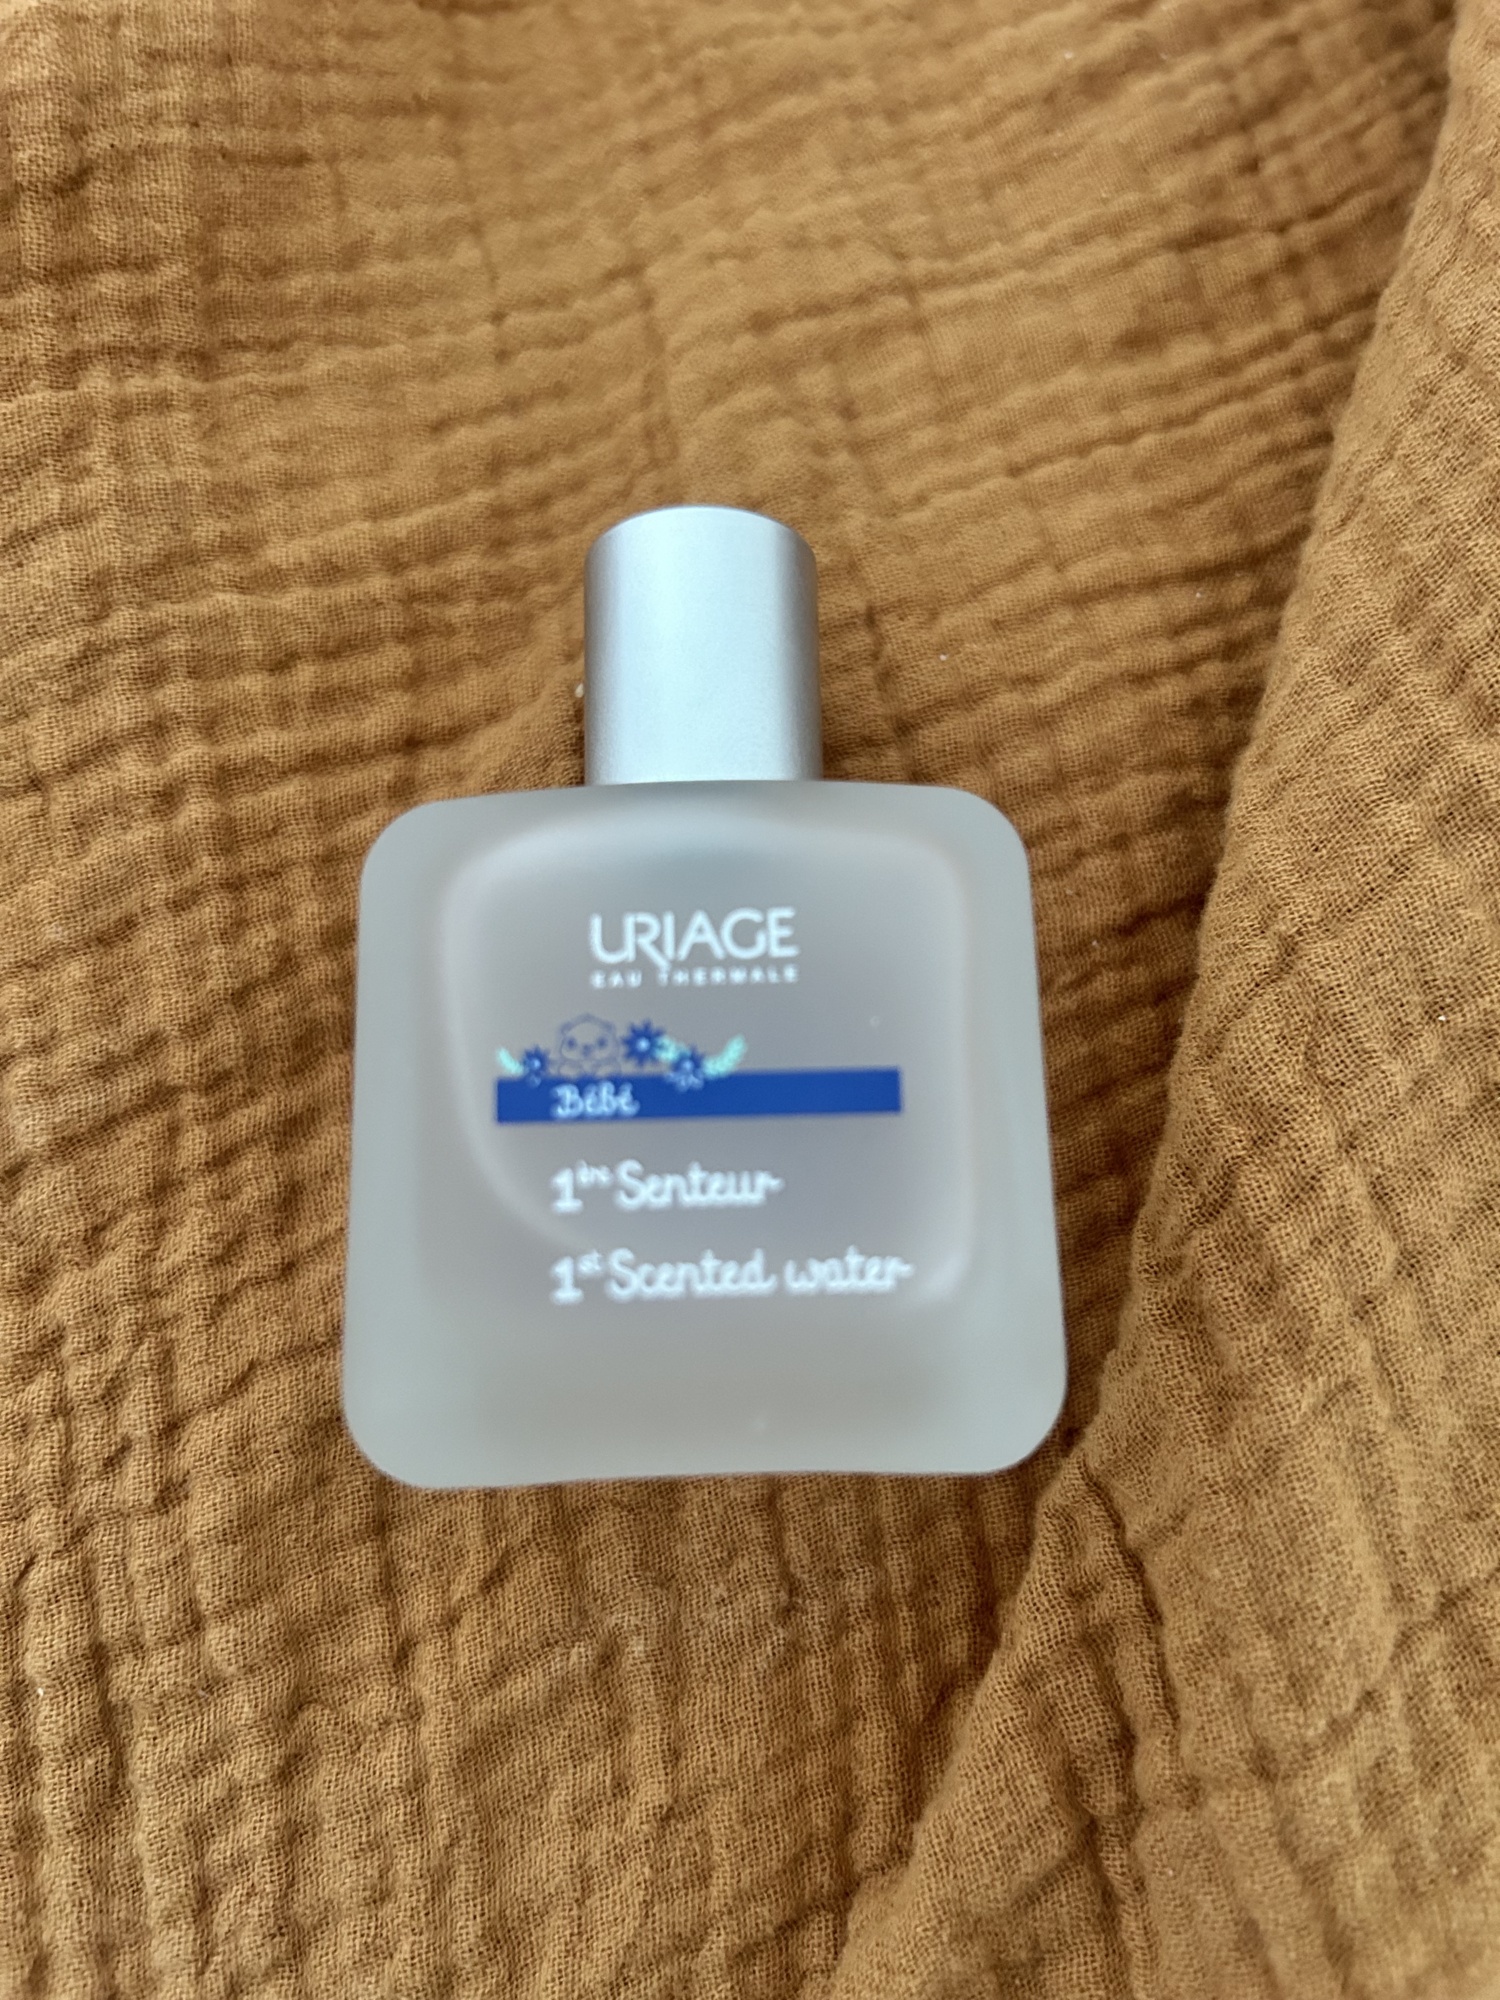 URIAGE
EAU THERMALE
Bébé
1ère Senteur
1st Scented water